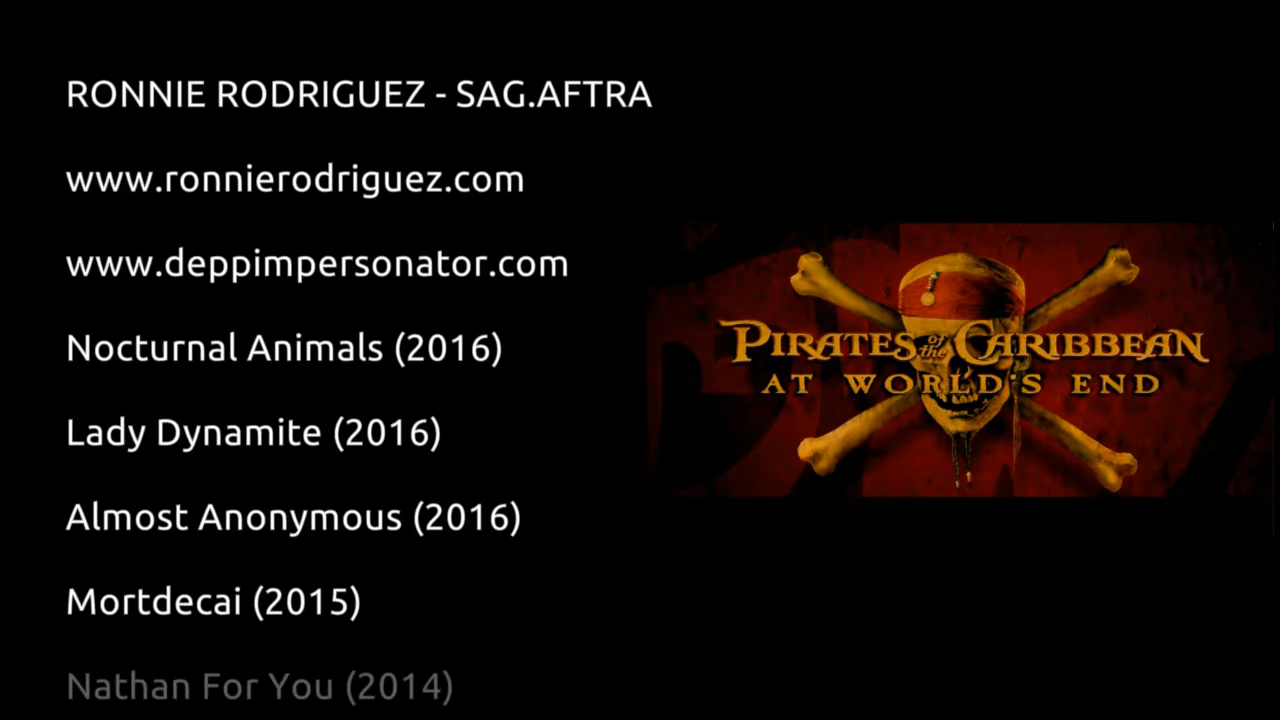 RONNIE RODRIGUEZ - SAG.AFTRA
www.ronnierodriguez.com
www.deppimpersonator.com
Nocturnal Animals (2016)
Lady Dynamite (2016)
Almost Anonymous (2016)
Mortdecai (2015)
Nathan For You (2014)
PIRATES of the CARIBBEAN
AT WORLD'S END